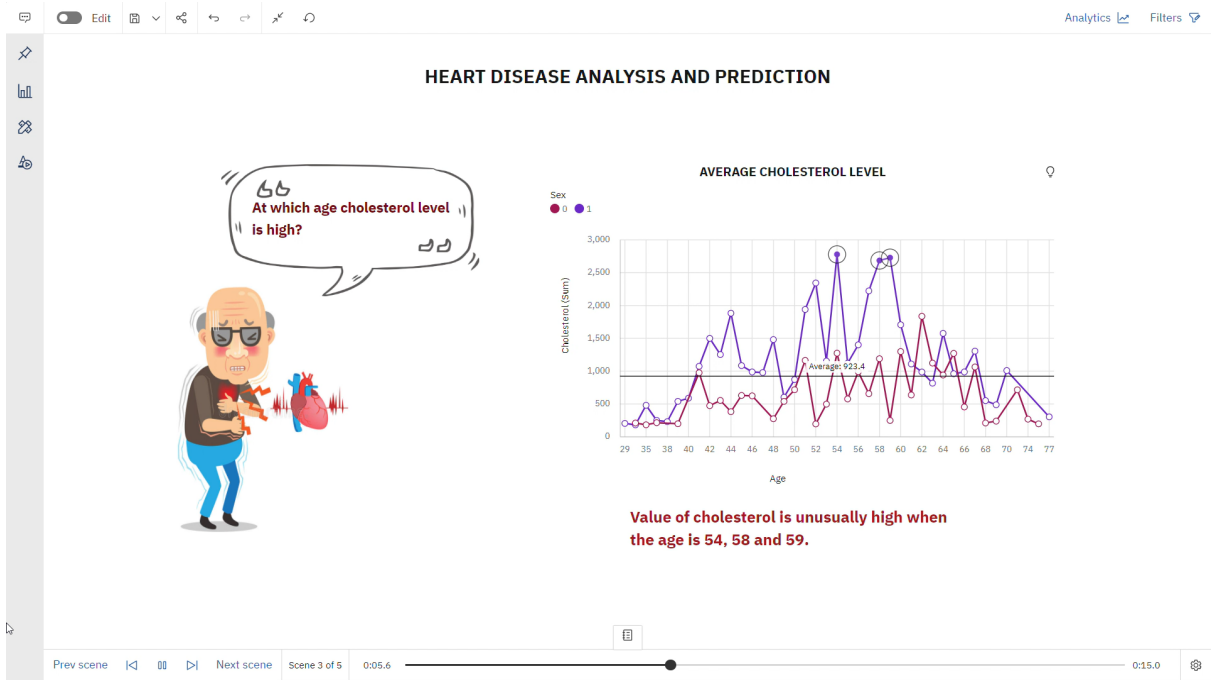 Edit
Analytics
Filters
HEART DISEASE ANALYSIS AND PREDICTION
At which age cholesterol level
is high?
AVERAGE CHOLESTEROL LEVEL
Sex
0 1
3,000
2,500
2,000
1,500
1,000
500
0
Cholesterol (Sum)
Average: 923.4
29 35 38 40 42 44 46 48 50 52 54 56 58 60 62 64 66 68 70 74 77
Age
Value of cholesterol is unusually high when
the age is 54, 58 and 59.
Prev scene
Next scene
Scene 3 of 5
0:05.6
0:15.0